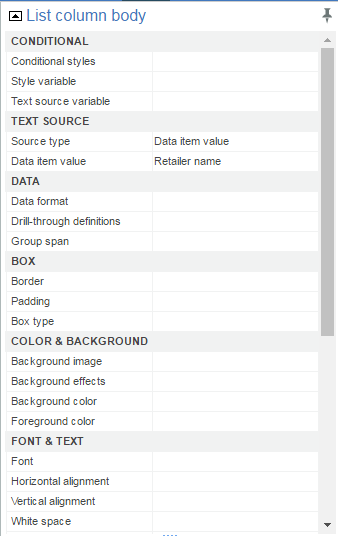 List column body
CONDITIONAL
Conditional styles
Style variable
Text source variable
TEXT SOURCE
Source type Data item value
Data item value Retailer name
DATA
Data format
Drill-through definitions
Group span
BOX
Border
Padding
Box type
COLOR & BACKGROUND
Background image
Background effects
Background color
Foreground color
FONT & TEXT
Font
Horizontal alignment
Vertical alignment
White space